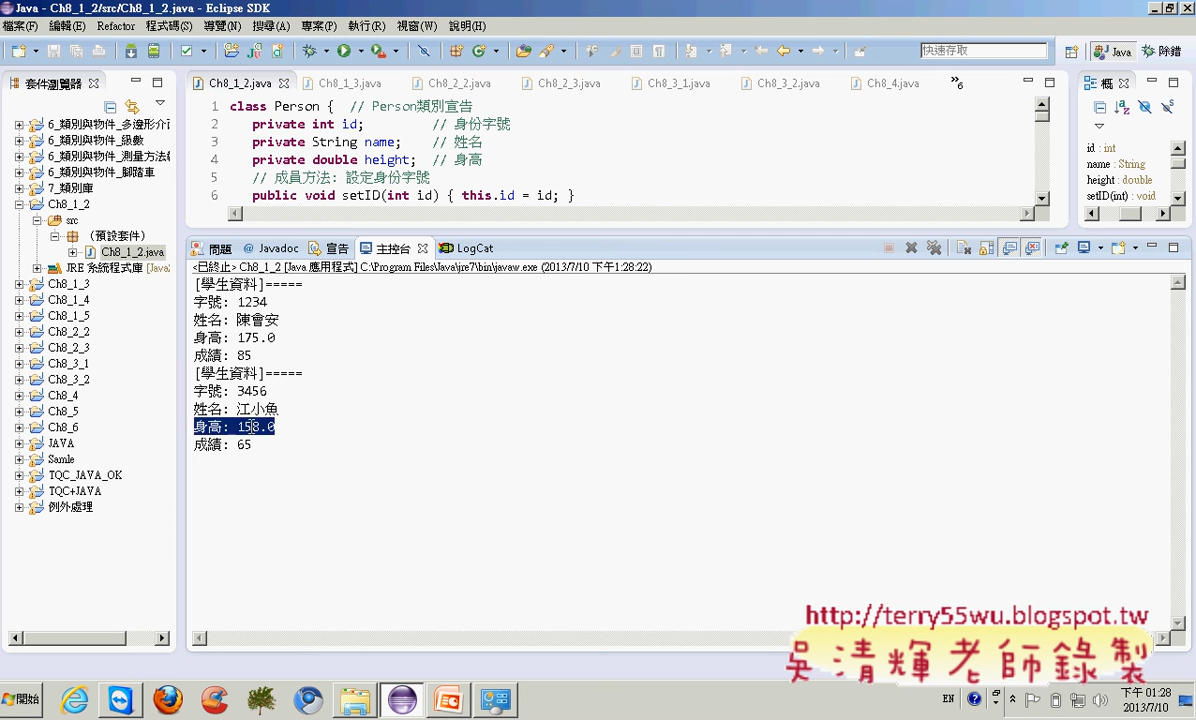 Java - Ch8_1_2/src/Ch8_1_2.java - Eclipse SDK
檔案(F) 編輯(E) Refactor 程式碼(S) 導覽(N) 搜尋(A) 專案(P) 執行(R) 視窗(W) 說明(H)
快速存取 Java 除錯
套件瀏覽器
6_類別與物件_多邊形介面
6_類別與物件_級數
6_類別與物件_測量方法
6_類別與物件_腳踏車
7_類別庫
Ch8_1_2
src
(預設套件)
Ch8_1_2.java
JRE 系統程式庫 [Java
Ch8_1_3
Ch8_1_4
Ch8_1_5
Ch8_2_2
Ch8_2_3
Ch8_3_1
Ch8_3_2
Ch8_4
Ch8_5
Ch8_6
JAVA
Samle
TQC_JAVA_OK
TQC+JAVA
例外處理
Ch8_1_2.java Ch8_1_3.java Ch8_2_2.java Ch8_2_3.java Ch8_3_1.java Ch8_3_2.java Ch8_4.java »6
1 class Person { // Person類別宣告
2 private int id; // 身份字號
3 private String name; // 姓名
4 private double height; // 身高
5 // 成員方法: 設定身份字號
6 public void setID(int id) { this.id = id; }
概
id : int
name : String
height : double
setID(int) : void
問題 @ Javadoc 宣告 主控台 LogCat
<已終止> Ch8_1_2 [Java 應用程式] C:\Program Files\Java\jre7\bin\javaw.exe (2013/7/10 下午1:28:22)
[學生資料]=====
字號: 1234
姓名: 陳會安
身高: 175.0
成績: 85
[學生資料]=====
字號: 3456
姓名: 江小魚
身高: 158.0
成績: 65
http://terry55wu.blogspot.tw
吳清輝老師錄製
開始
EN
下午 01:28
2013/7/10